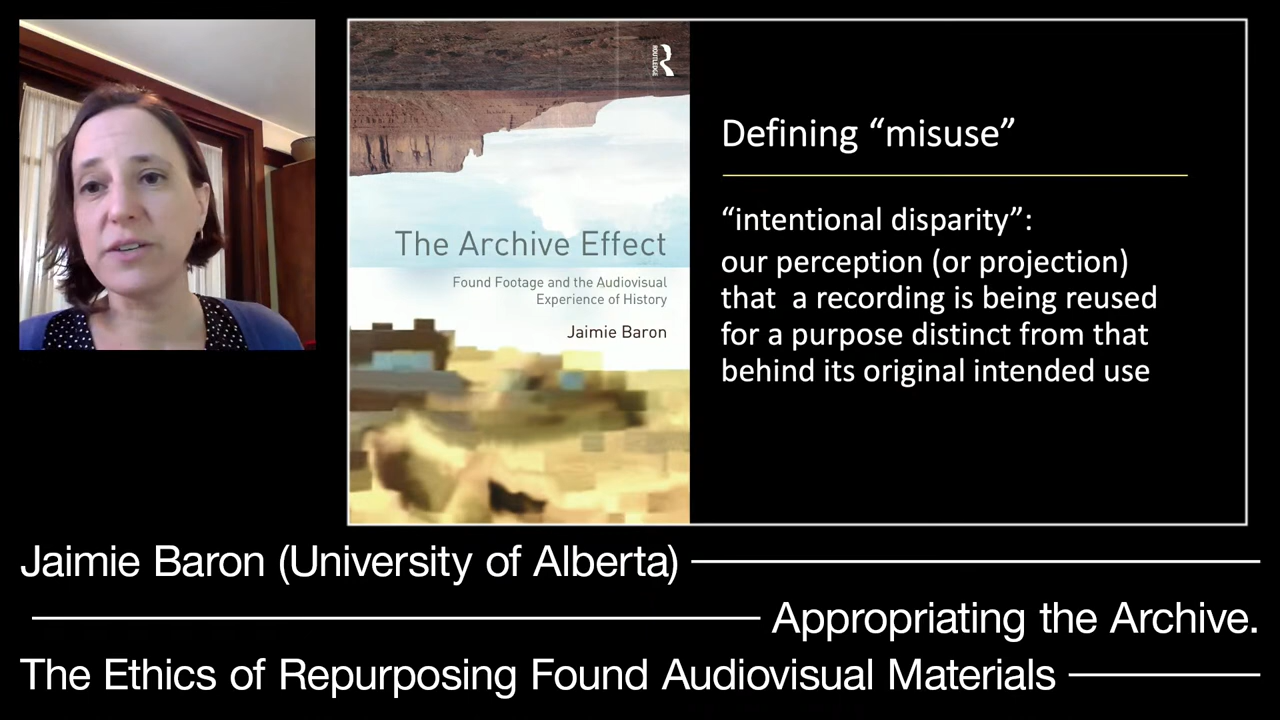 ROUTLEDGE
The Archive Effect
Found Footage and the Audiovisual
Experience of History
Jaimie Baron
Defining “misuse”
“intentional disparity”:
our perception (or projection)
that a recording is being reused
for a purpose distinct from that
behind its original intended use
Jaimie Baron (University of Alberta)
Appropriating the Archive.
The Ethics of Repurposing Found Audiovisual Materials